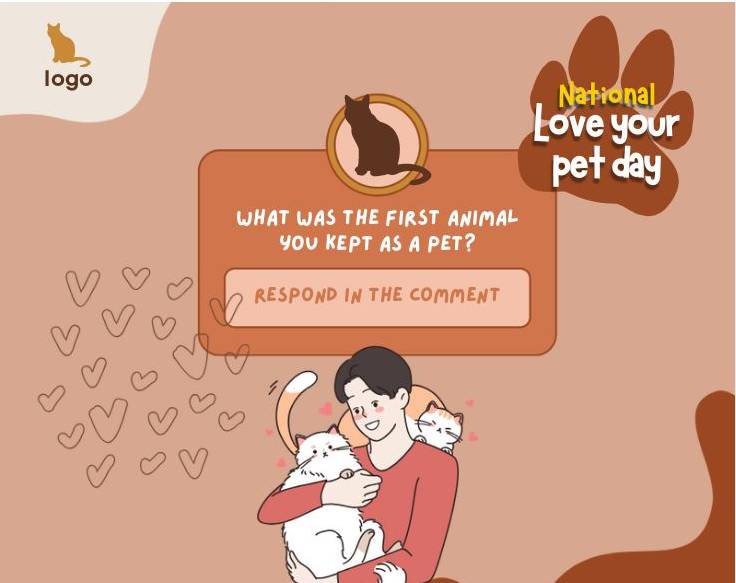 logo
National
Love your
pet day
WHAT WAS THE FIRST ANIMAL
YOU KEPT AS A PET?
RESPOND IN THE COMMENT